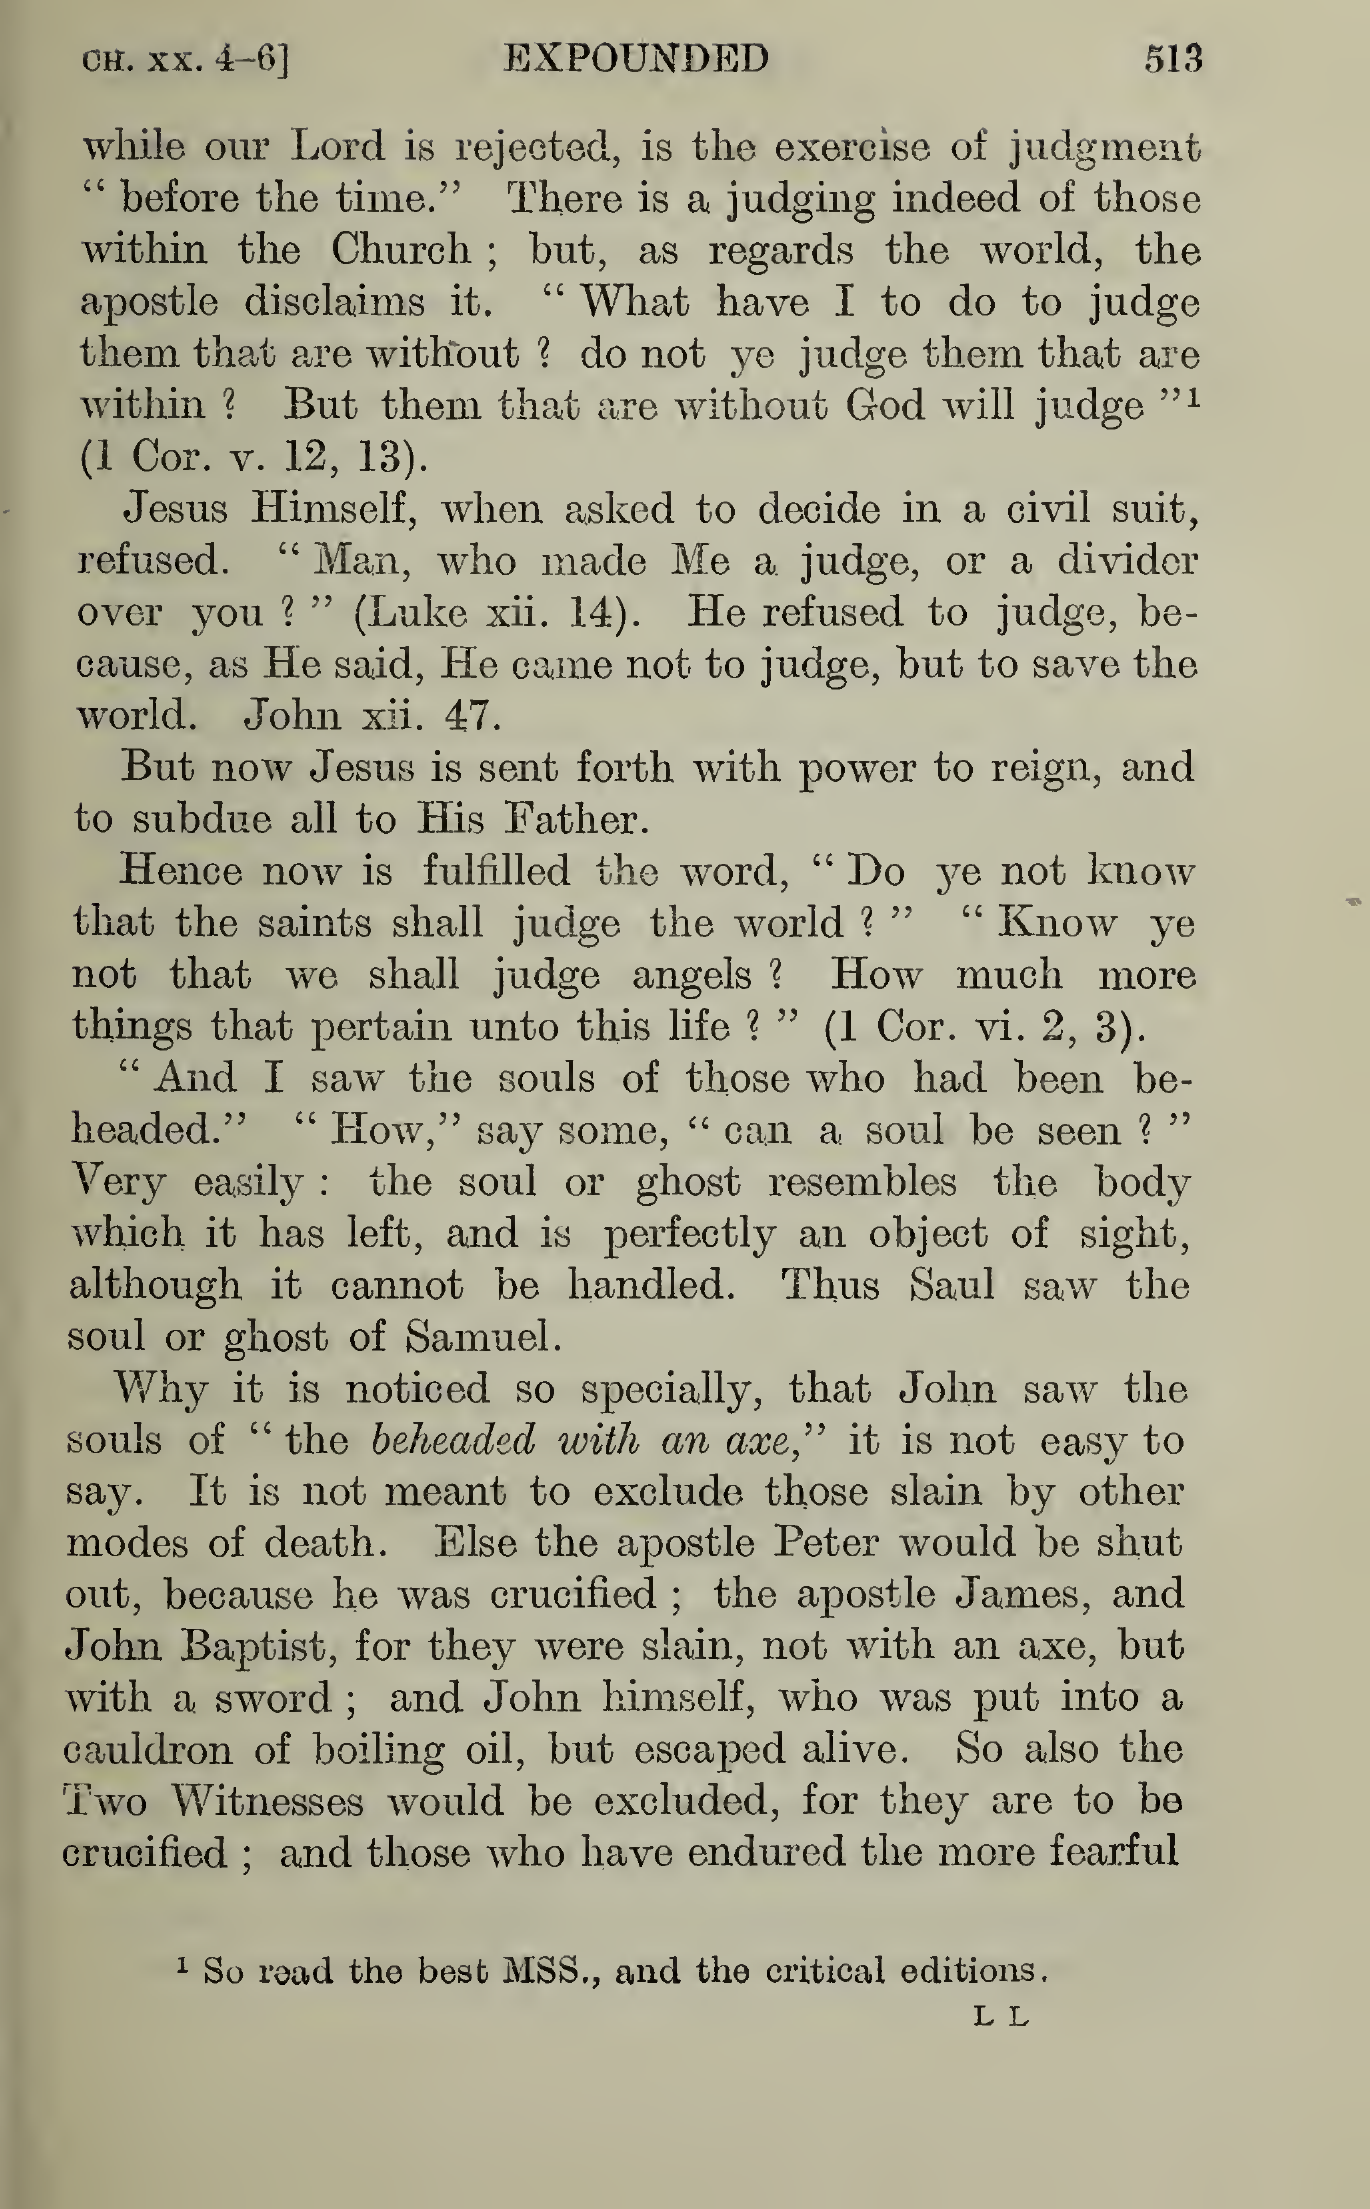 CH. XX. 4–6] EXPOUNDED 513
while our Lord is rejected, is the exercise of judgment
“ before the time.” There is a judging indeed of those
within the Church ; but, as regards the world, the
apostle disclaims it. “ What have I to do to judge
them that are without ? do not ye judge them that are
within ? But them that are without God will judge ”¹
(1 Cor. v. 12, 13).
Jesus Himself, when asked to decide in a civil suit,
refused. “ Man, who made Me a judge, or a divider
over you ? ” (Luke xii. 14). He refused to judge, be-
cause, as He said, He came not to judge, but to save the
world. John xii. 47.
But now Jesus is sent forth with power to reign, and
to subdue all to His Father.
Hence now is fulfilled the word, “ Do ye not know
that the saints shall judge the world ? ” “ Know ye
not that we shall judge angels ? How much more
things that pertain unto this life ? ” (1 Cor. vi. 2, 3).
“ And I saw the souls of those who had been be-
headed.” “ How,” say some, “ can a soul be seen ? ”
Very easily : the soul or ghost resembles the body
which it has left, and is perfectly an object of sight,
although it cannot be handled. Thus Saul saw the
soul or ghost of Samuel.
Why it is noticed so specially, that John saw the
souls of “ the beheaded with an axe,” it is not easy to
say. It is not meant to exclude those slain by other
modes of death. Else the apostle Peter would be shut
out, because he was crucified ; the apostle James, and
John Baptist, for they were slain, not with an axe, but
with a sword ; and John himself, who was put into a
cauldron of boiling oil, but escaped alive. So also the
Two Witnesses would be excluded, for they are to be
crucified ; and those who have endured the more fearful
¹ So read the best MSS., and the critical editions.
L L